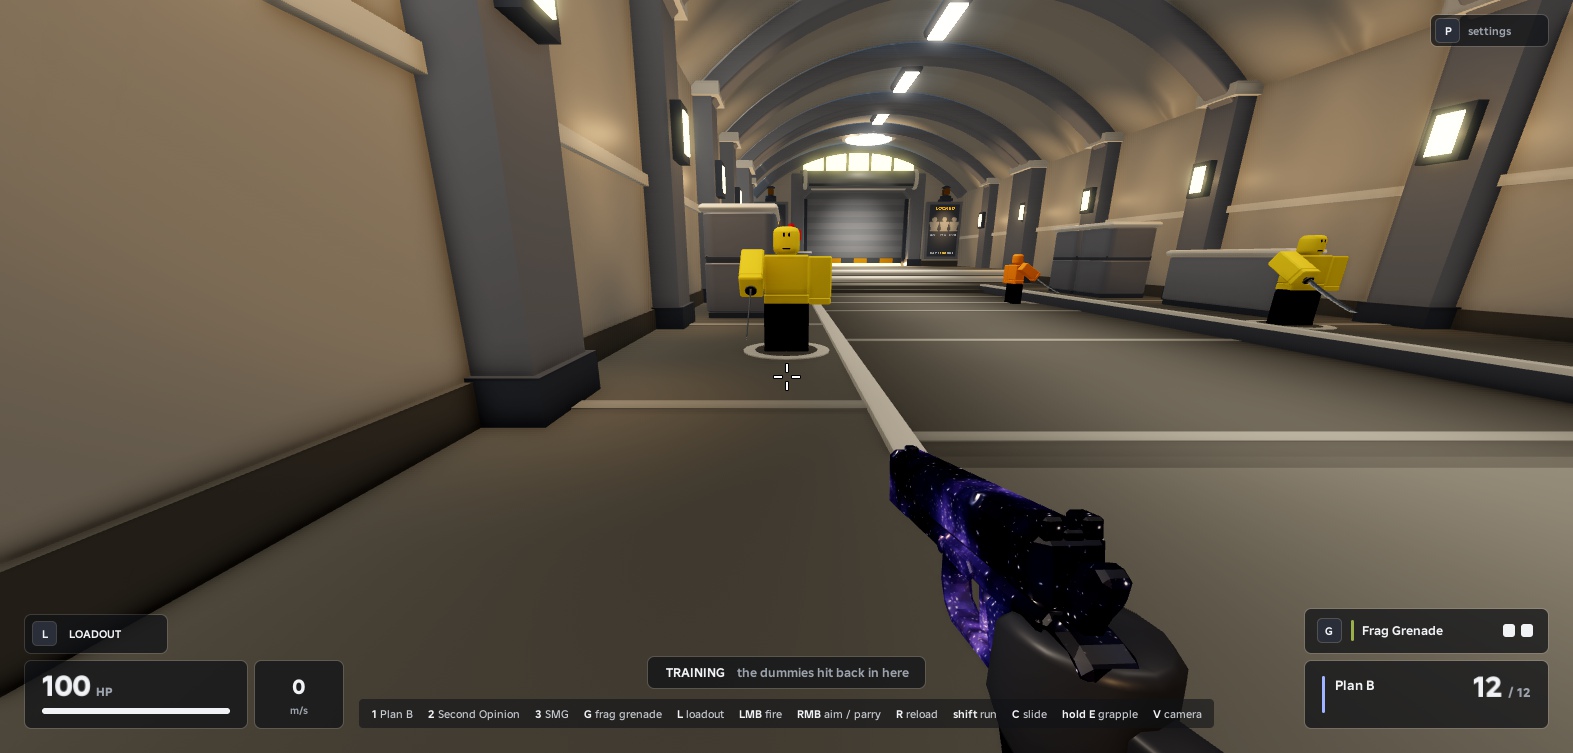 P settings
LOCKED
L LOADOUT
100 HP
0
m/s
TRAINING the dummies hit back in here
1 Plan B 2 Second Opinion 3 SMG G frag grenade L loadout LMB fire RMB aim / parry R reload shift run C slide hold E grapple V camera
G Frag Grenade
Plan B 12 / 12